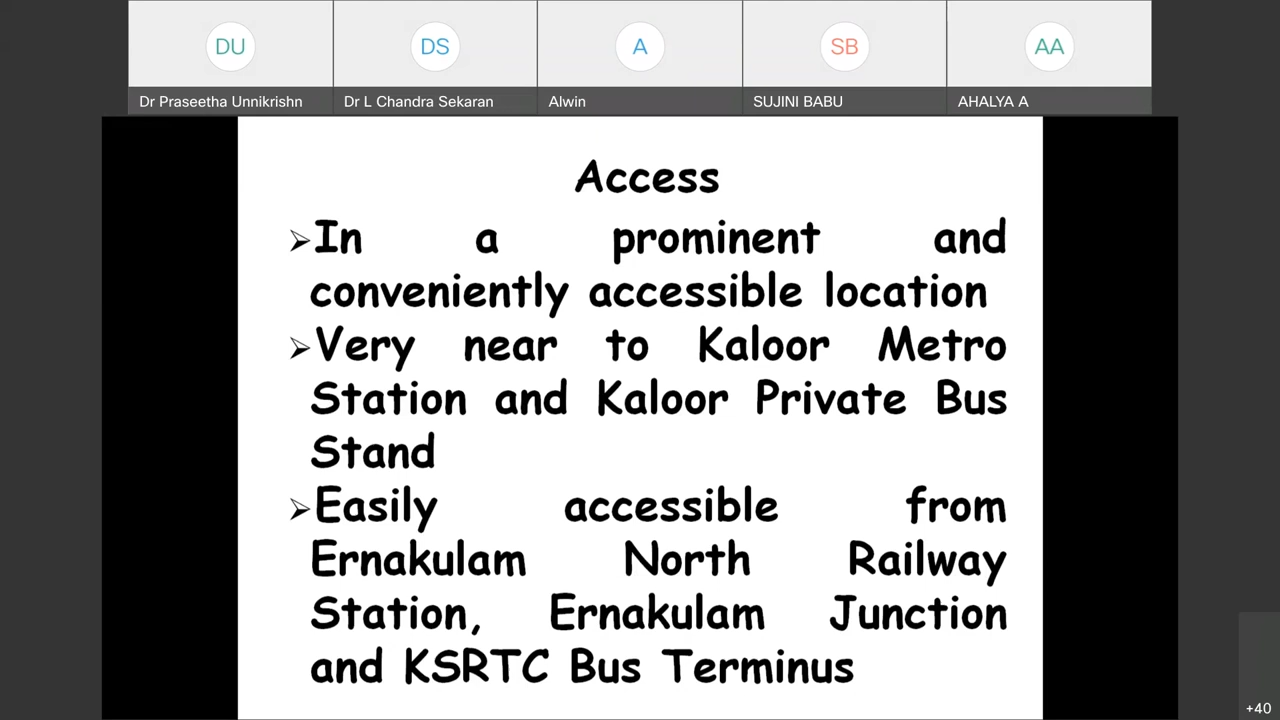 DU
DS
A
SB
AA
Dr Praseetha Unnikrishn
Dr L Chandra Sekaran
Alwin
SUJINI BABU
AHALYA A
Access
➢In a prominent and
conveniently accessible location
➢Very near to Kaloor Metro
Station and Kaloor Private Bus
Stand
➢Easily accessible from
Ernakulam North Railway
Station, Ernakulam Junction
and KSRTC Bus Terminus
+40